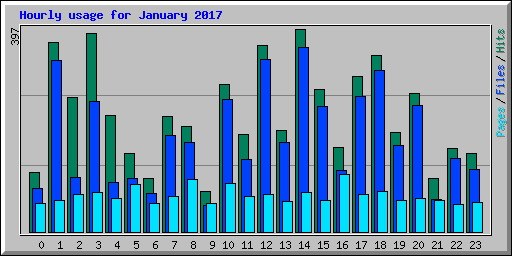 Hourly usage for January 2017
397
Pages / Files / Hits
0 1 2 3 4 5 6 7 8 9 10 11 12 13 14 15 16 17 18 19 20 21 22 23